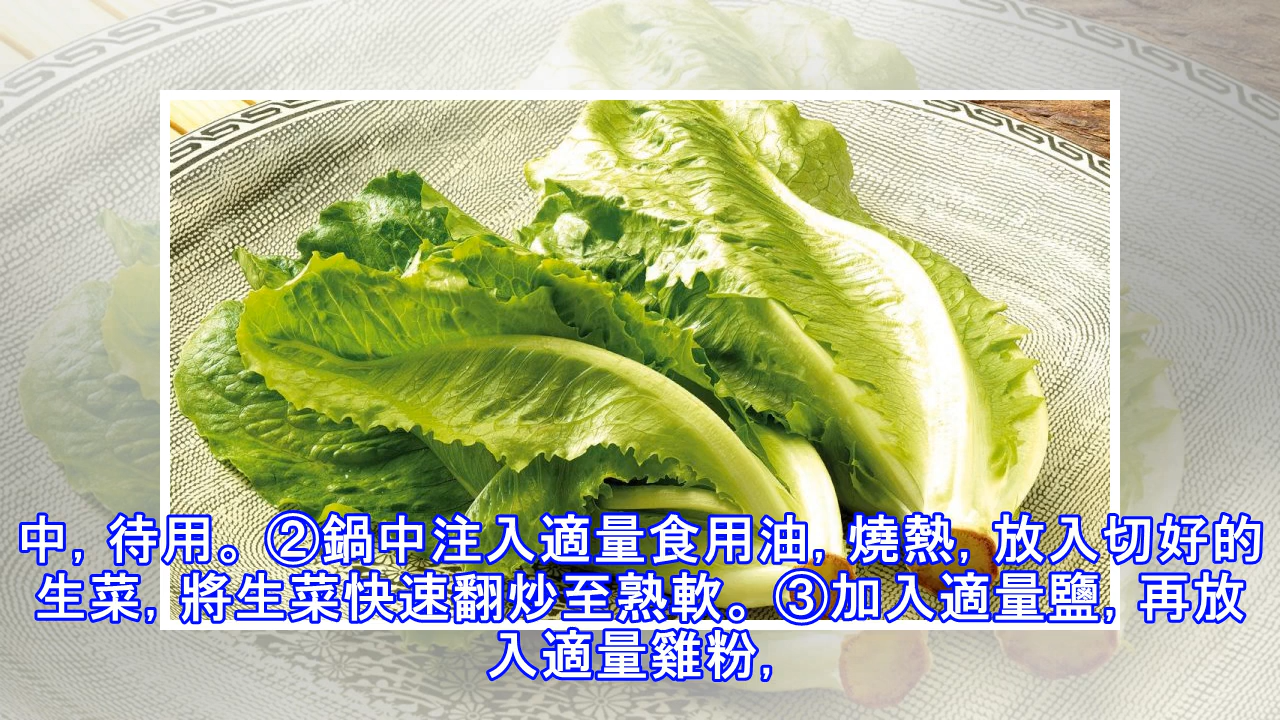 中, 待用。②鍋中注入適量食用油, 燒熱, 放入切好的
生菜, 將生菜快速翻炒至熟軟。③加入適量鹽, 再放
入適量雞粉,